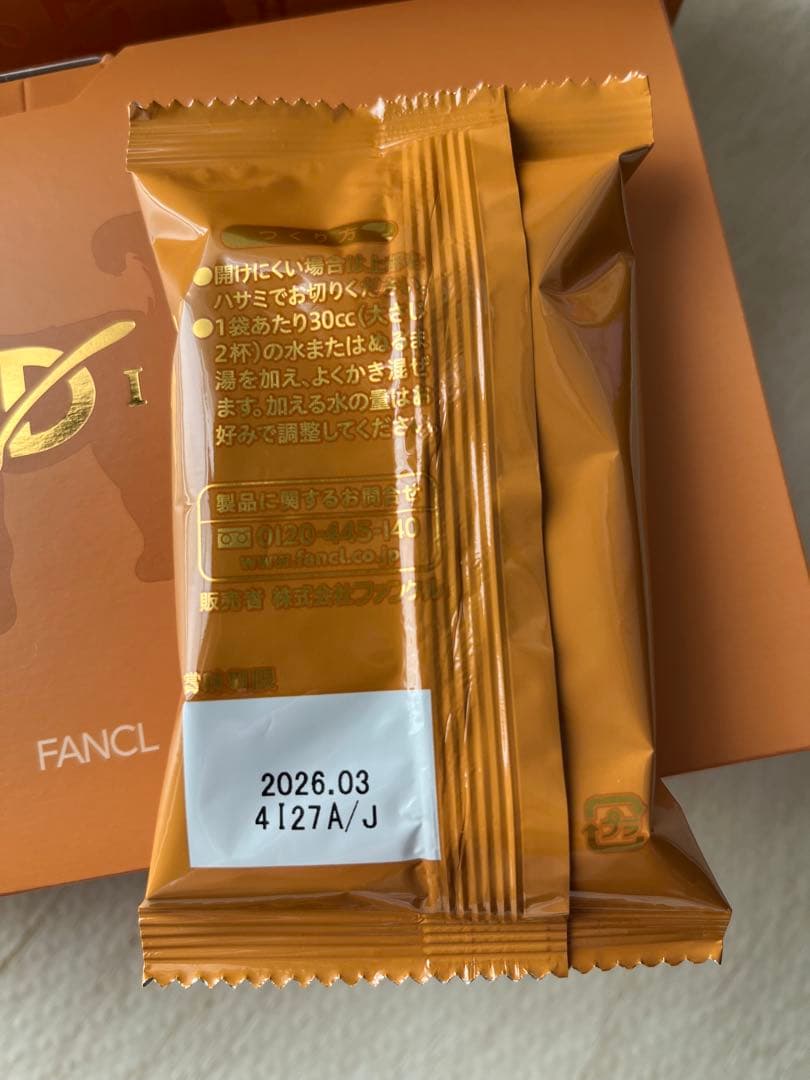 つくり方
●開けにくい場合は上部を
ハサミでお切りください
●1袋あたり30cc(大さじ
2杯)の水またはぬるま
湯を加え、よくかき混ぜ
ます。加える水の量はお
好みで調整してください
製品に関するお問合せ
0120-445-140
www.fancl.co.jp
販売者 株式会社ファンケル
賞味期限
2026.03
4I27A/J
プラ
D I
FANCL